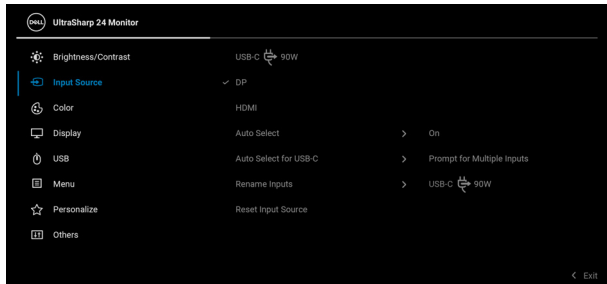 DELL UltraSharp 24 Monitor
Brightness/Contrast USB-C 90W
Input Source DP
Color HDMI
Display Auto Select On
USB Auto Select for USB-C Prompt for Multiple Inputs
Menu Rename Inputs USB-C 90W
Personalize Reset Input Source
Others
Exit